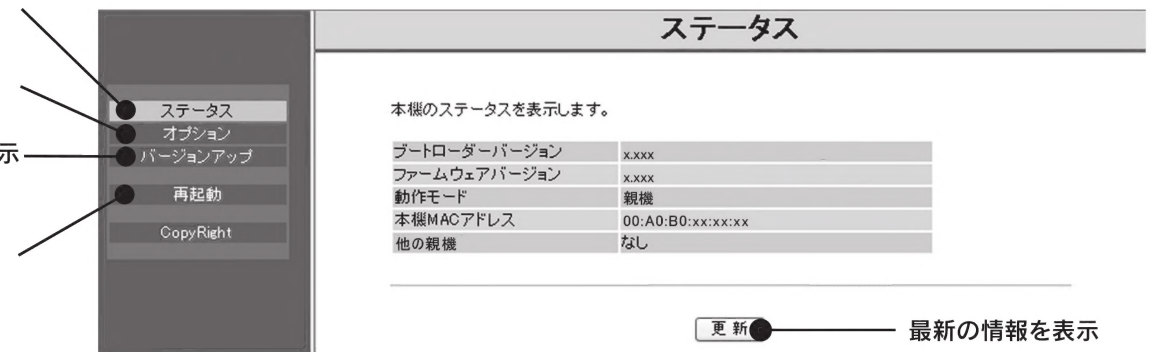 ステータス
ステータス
オプション
示
バージョンアップ
再起動
CopyRight
本機のステータスを表示します。
ブートローダーバージョン x.xxx
ファームウェアバージョン x.xxx
動作モード 親機
本機MACアドレス 00:A0:B0:xx:xx:xx
他の親機 なし
更新
最新の情報を表示